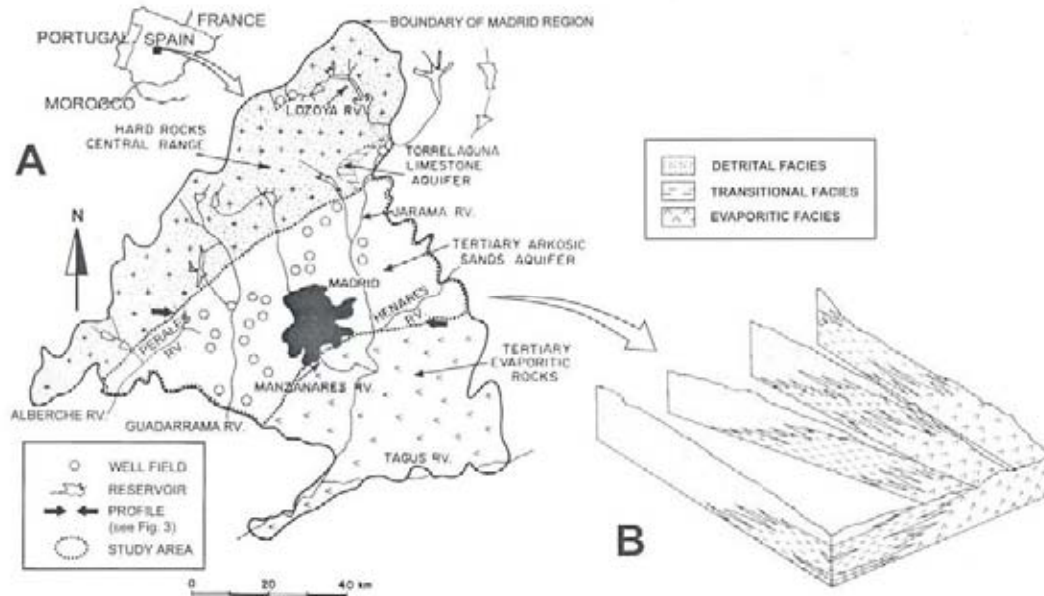 FRANCE
PORTUGAL
SPAIN
MOROCCO
BOUNDARY OF MADRID REGION
LOZOYA RV.
HARD ROCKS
CENTRAL RANGE
A
TORRELAGUNA
LIMESTONE
AQUIFER
N
JARAMA RV.
TERTIARY ARKOSIC
SANDS AQUIFER
MADRID
HENARES
RV.
PERALES
RV.
TERTIARY
EVAPORITIC
ROCKS
MANZANARES RV.
ALBERCHE RV.
GUADARRAMA RV.
TAGUS RV.
WELL FIELD
RESERVOIR
PROFILE
(see Fig. 3)
STUDY AREA
0 20 40 km
DETRITAL FACIES
TRANSITIONAL FACIES
EVAPORITIC FACIES
B